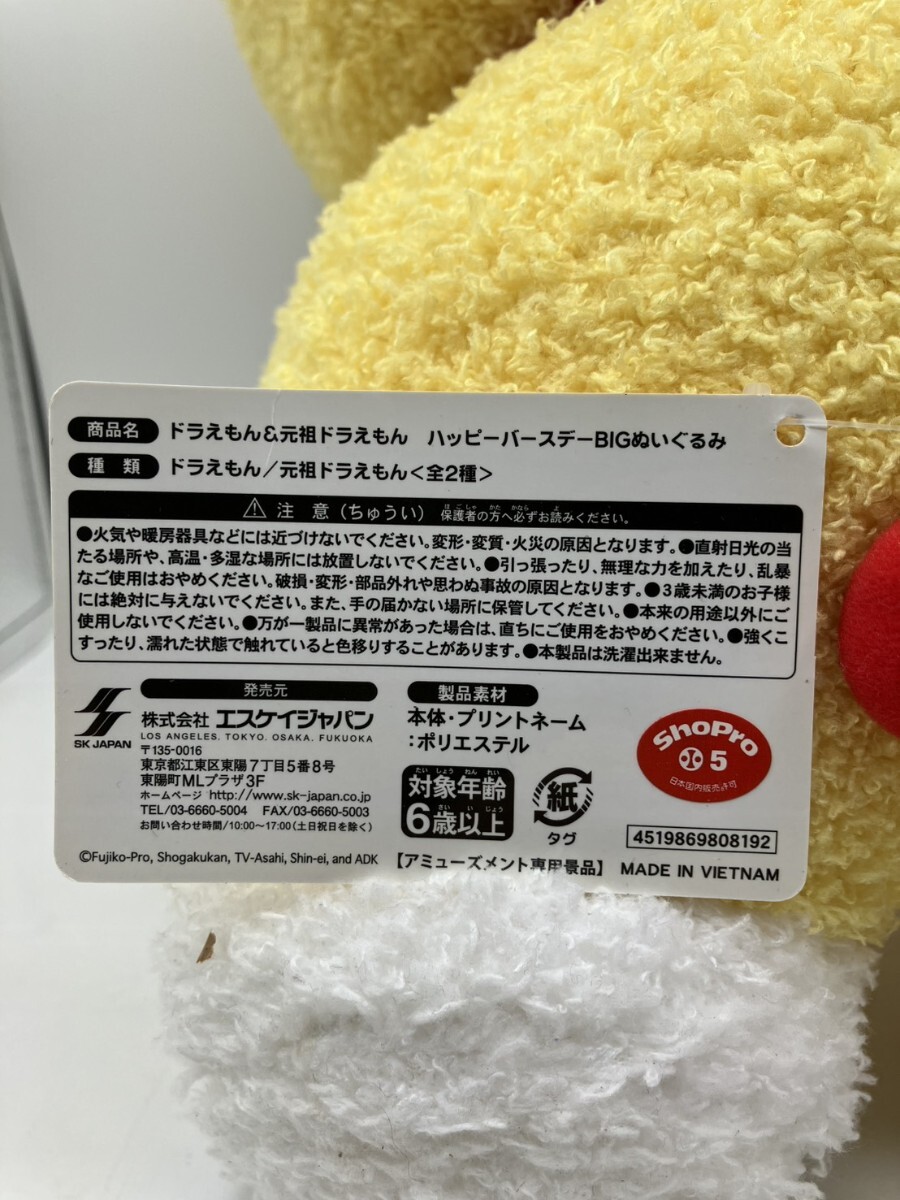 商品名 ドラえもん&元祖ドラえもん ハッピーバースデーBIGぬいぐるみ
種類 ドラえもん/元祖ドラえもん<全2種>
⚠ 注意(ちゅうい) 保護者の方へ必ずお読みください。
●火気や暖房器具などには近づけないでください。変形・変質・火災の原因となります。●直射日光の当
たる場所や、高温・多湿な場所には放置しないでください。●引っ張ったり、無理な力を加えたり、乱暴
なご使用はおやめください。破損・変形・部品外れや思わぬ事故の原因となります。●3歳未満のお子様
には絶対に与えないでください。また、手の届かない場所に保管してください。●本来の用途以外にご
使用しないでください。●万が一製品に異常があった場合は、直ちにご使用をおやめください。●強くこ
すったり、濡れた状態で触れていると色移りすることがあります。●本製品は洗濯出来ません。
SK JAPAN
発売元
株式会社 エスケイジャパン
LOS ANGELES. TOKYO. OSAKA. FUKUOKA
〒135-0016
東京都江東区東陽7丁目5番8号
東陽町MLプラザ3F
ホームページ http://www.sk-japan.co.jp
TEL/03-6660-5004 FAX/03-6660-5003
お問い合わせ時間/10:00〜17:00(土日祝日を除く)
製品素材
本体・プリントネーム
:ポリエステル
たいしょうねんれい
対象年齢
さいいじょう
6歳以上
紙
タグ
ShoPro
5
日本国内販売許可
4519869808192
©Fujiko-Pro, Shogakukan, TV-Asahi, Shin-ei, and ADK
【アミューズメント専用景品】
MADE IN VIETNAM